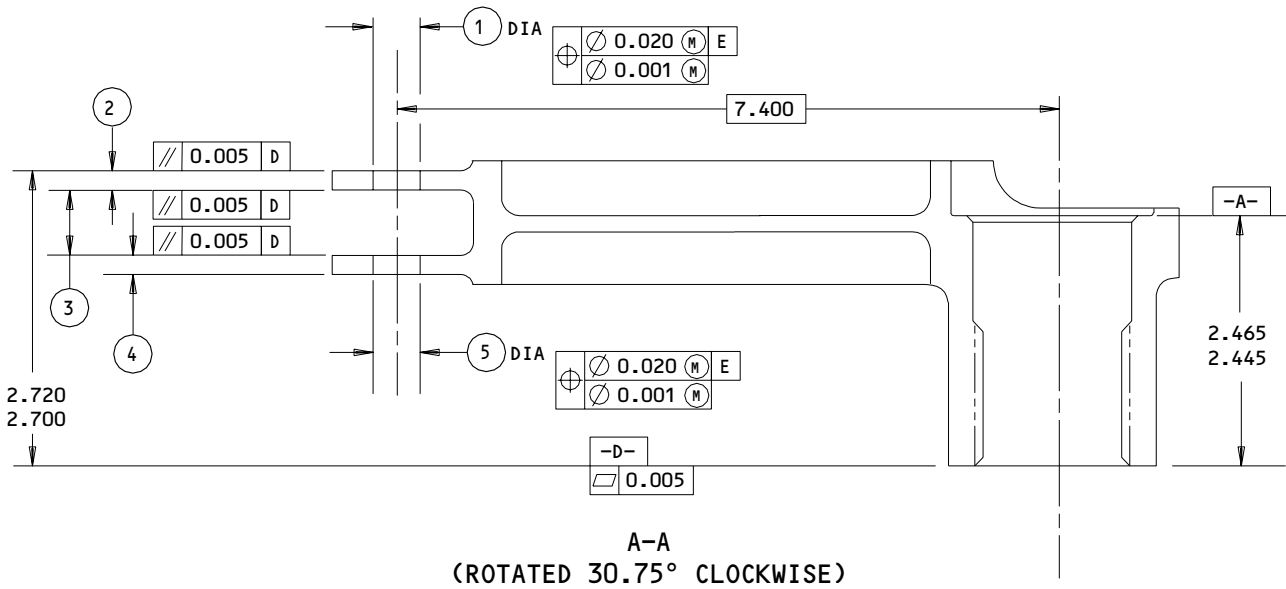 1 DIA
⌖ ⌀ 0.020 Ⓜ E
⌀ 0.001 Ⓜ
7.400
2
// 0.005 D
// 0.005 D
// 0.005 D
-A-
3
4
5 DIA
⌖ ⌀ 0.020 Ⓜ E
⌀ 0.001 Ⓜ
2.465
2.445
2.720
2.700
-D-
⏥ 0.005
A-A
(ROTATED 30.75° CLOCKWISE)